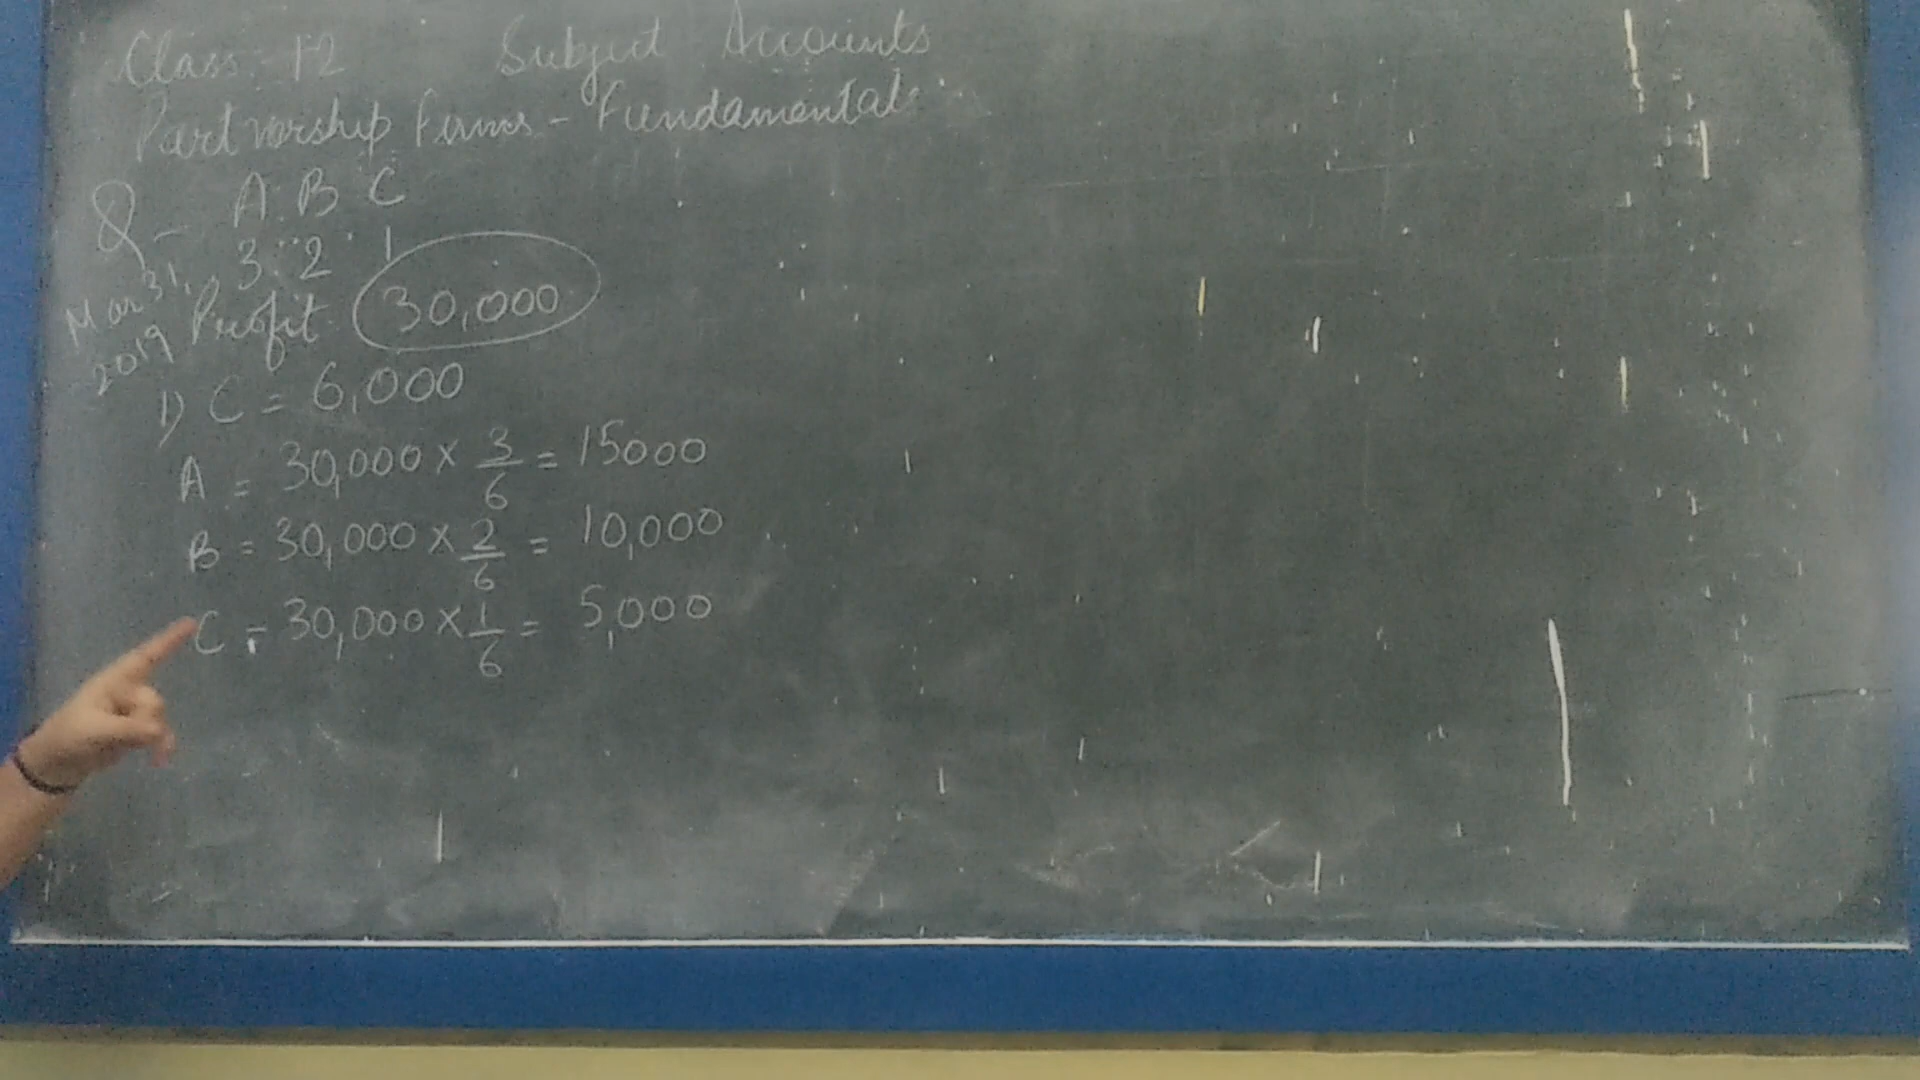 Class :- 12 Subject Accounts
Partnership Firms - Fundamentals
Q - A : B C
3 : 2 : 1
Mar 31, 2019 Profit 30,000
1) C = 6,000
A = 30,000 × 3/6 = 15000
B = 30,000 × 2/6 = 10,000
C = 30,000 × 1/6 = 5,000